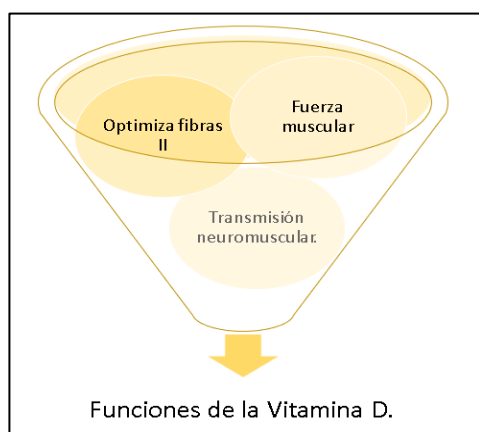 Fuerza
muscular
Optimiza fibras
II
Transmisión
neuromuscular.
Funciones de la Vitamina D.